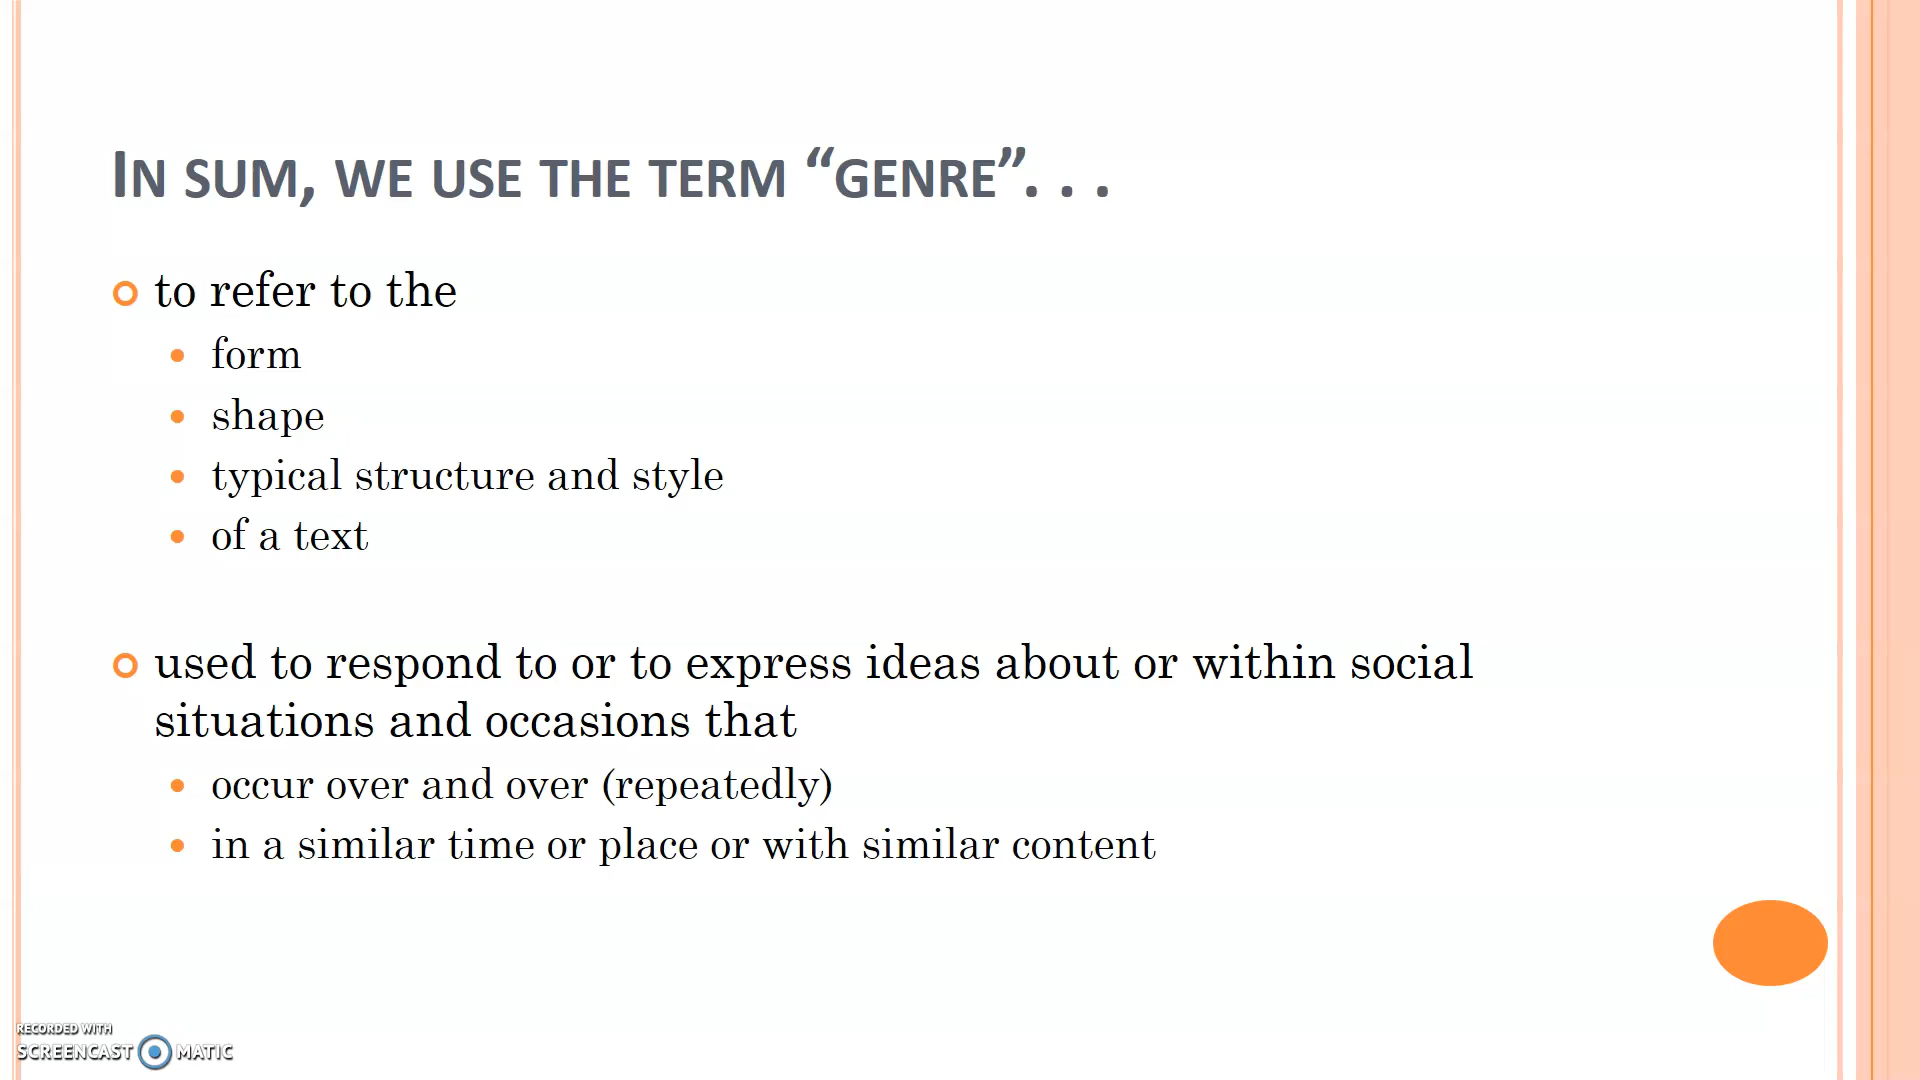 In sum, we use the term “genre”. . .
to refer to the
form
shape
typical structure and style
of a text
used to respond to or to express ideas about or within social
situations and occasions that
occur over and over (repeatedly)
in a similar time or place or with similar content
RECORDED WITH
SCREENCAST MATIC